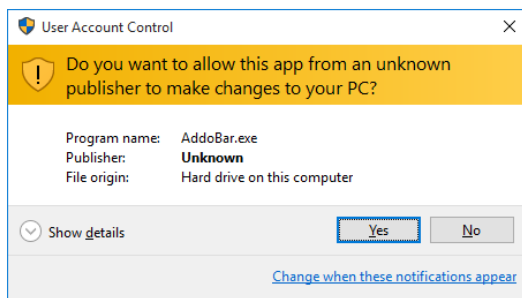 User Account Control
Do you want to allow this app from an unknown
publisher to make changes to your PC?
Program name: AddoBar.exe
Publisher: Unknown
File origin: Hard drive on this computer
Show details
Yes No
Change when these notifications appear